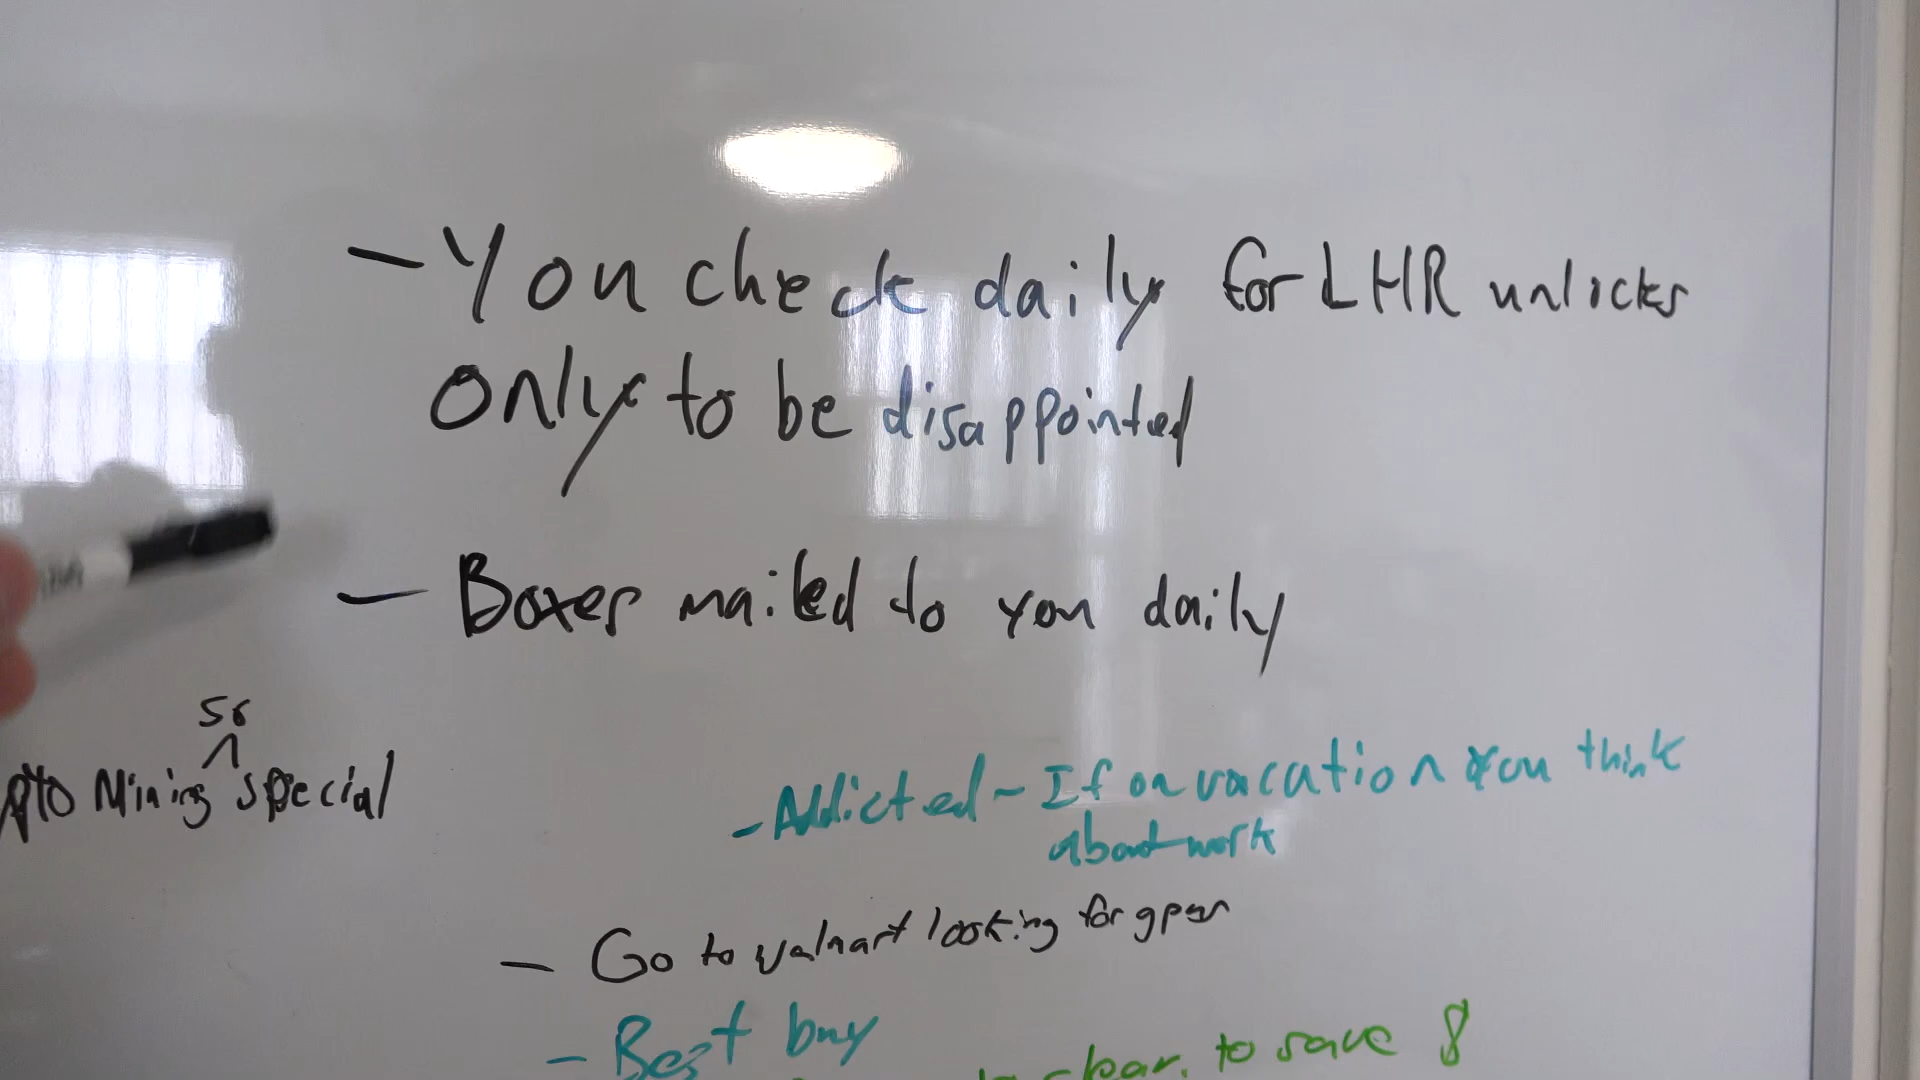 - You check daily for LHR unlocks
only to be disappointed
- Boxes mailed to you daily
Mining special
- Addicted - If on vacation you think
about work
- Go to walmart looking for gpus
- Best buy
to save 8